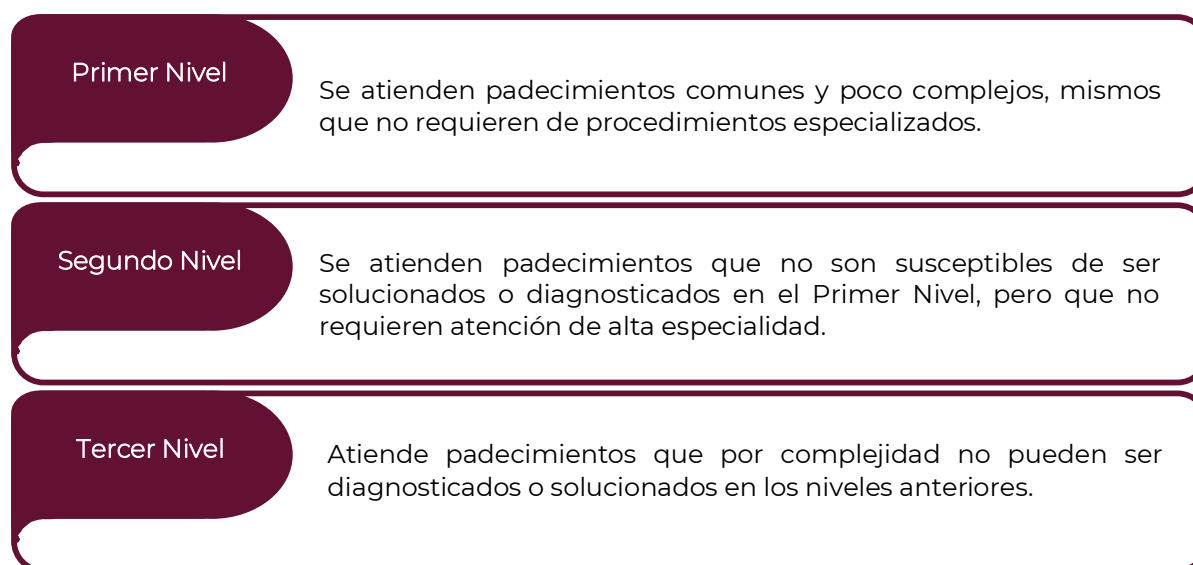 Primer Nivel
Se atienden padecimientos comunes y poco complejos, mismos
que no requieren de procedimientos especializados.
Segundo Nivel
Se atienden padecimientos que no son susceptibles de ser
solucionados o diagnosticados en el Primer Nivel, pero que no
requieren atención de alta especialidad.
Tercer Nivel
Atiende padecimientos que por complejidad no pueden ser
diagnosticados o solucionados en los niveles anteriores.